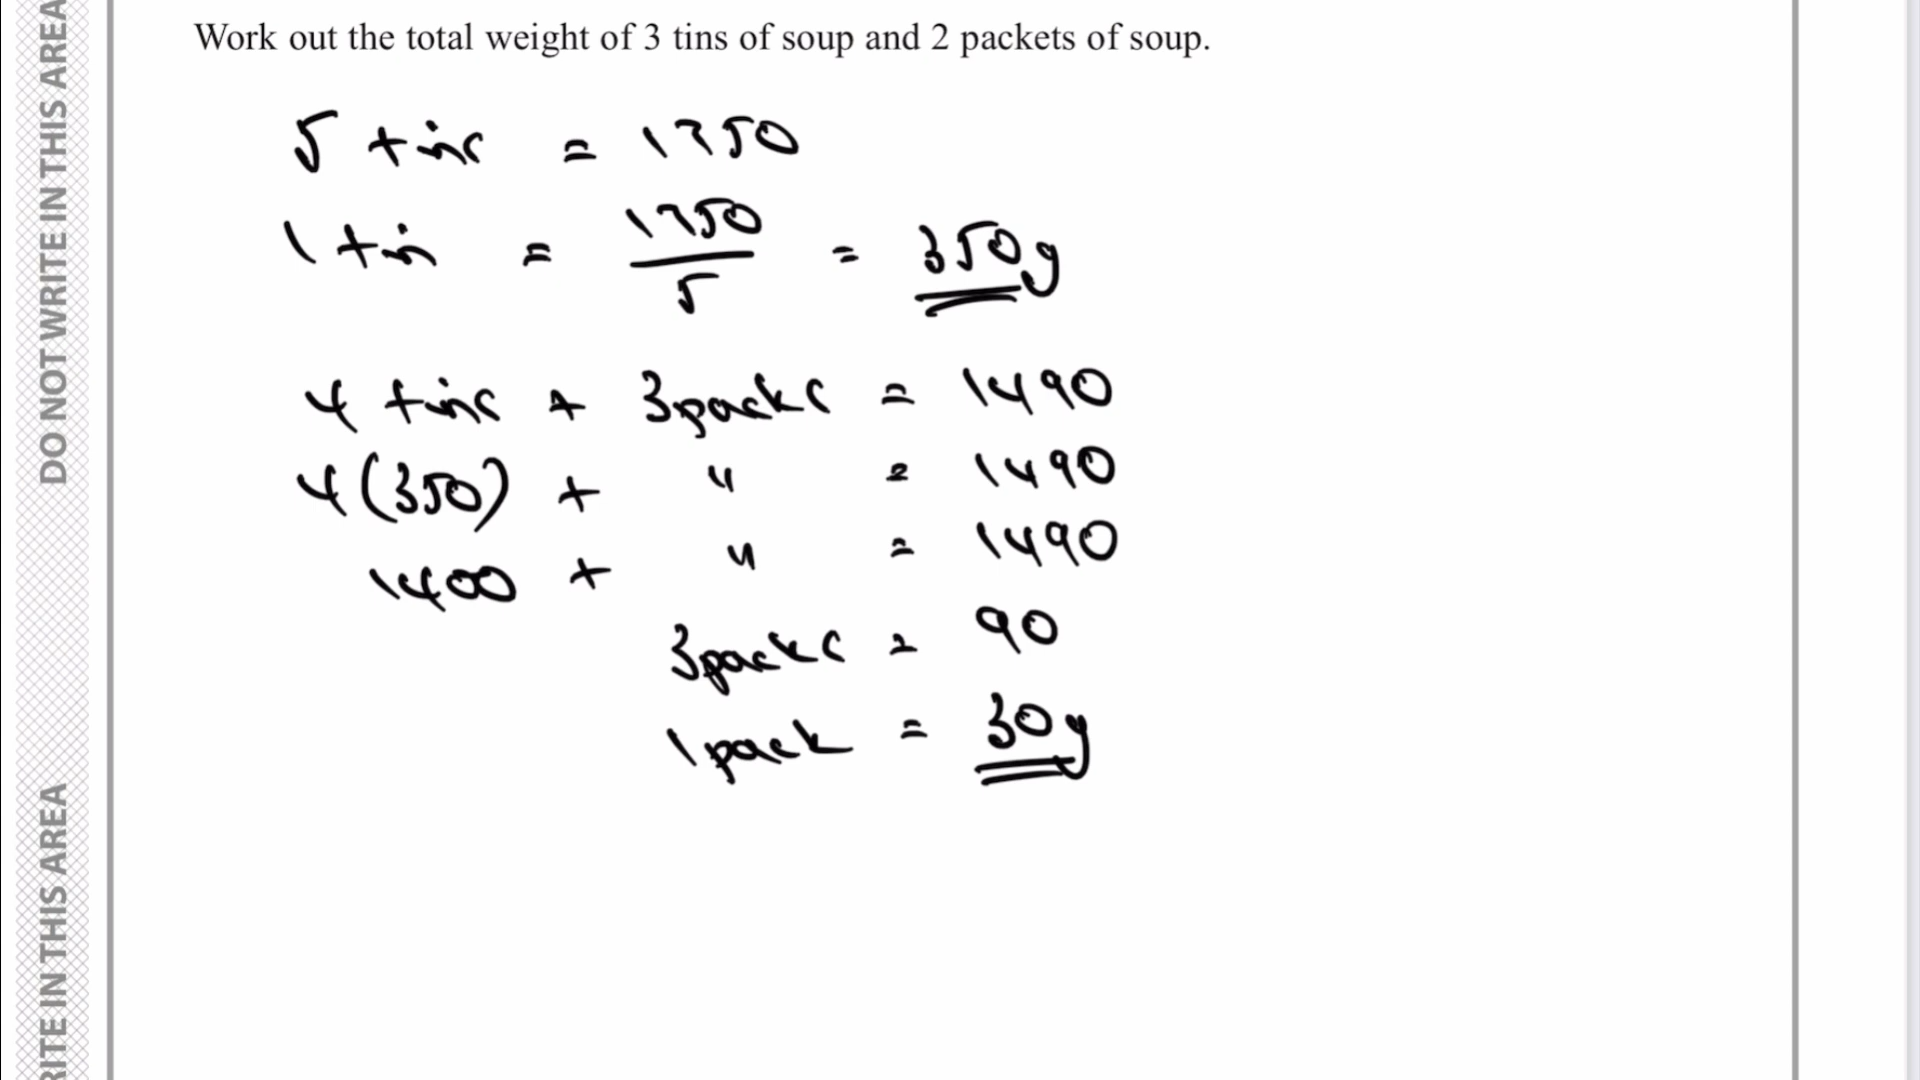 DO NOT WRITE IN THIS AREA
RITE IN THIS AREA
Work out the total weight of 3 tins of soup and 2 packets of soup.
5 tins = 1750
1 tin = 1750/5 = 350g
4 tins + 3packs = 1490
4(350) + " = 1490
1400 + " = 1490
3packs = 90
1pack = 30g